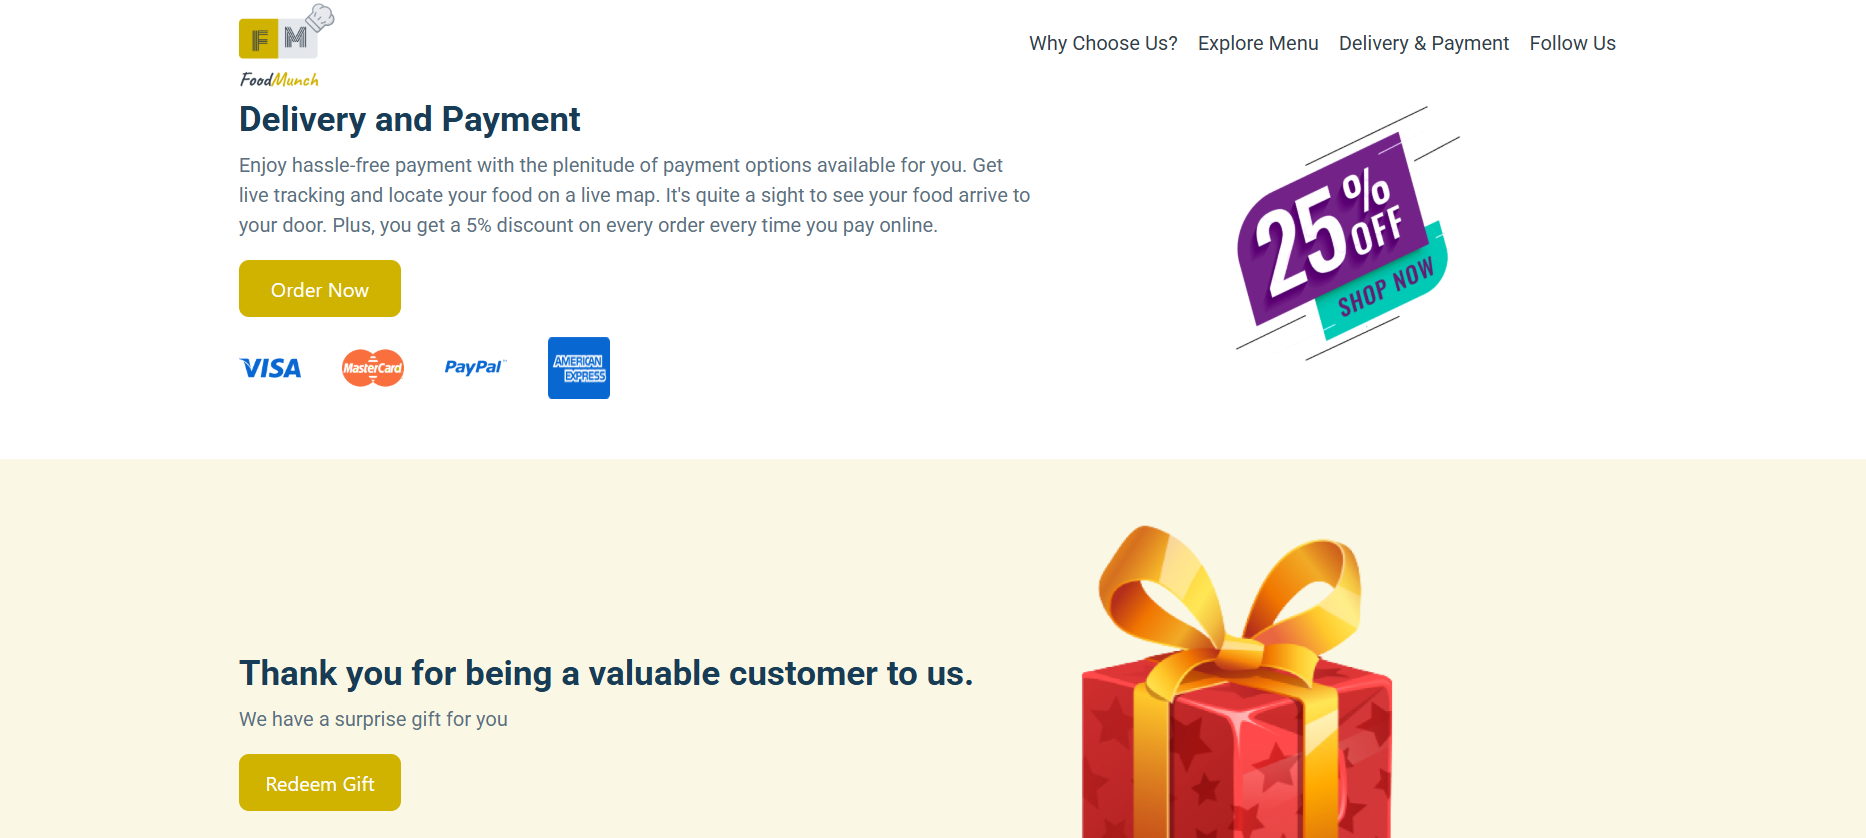 F M
FoodMunch
Why Choose Us? Explore Menu Delivery & Payment Follow Us
Delivery and Payment
Enjoy hassle-free payment with the plenitude of payment options available for you. Get
live tracking and locate your food on a live map. It's quite a sight to see your food arrive to
your door. Plus, you get a 5% discount on every order every time you pay online.
Order Now
VISA
MasterCard
PayPal
AMERICAN
EXPRESS
25%
OFF
SHOP NOW
Thank you for being a valuable customer to us.
We have a surprise gift for you
Redeem Gift